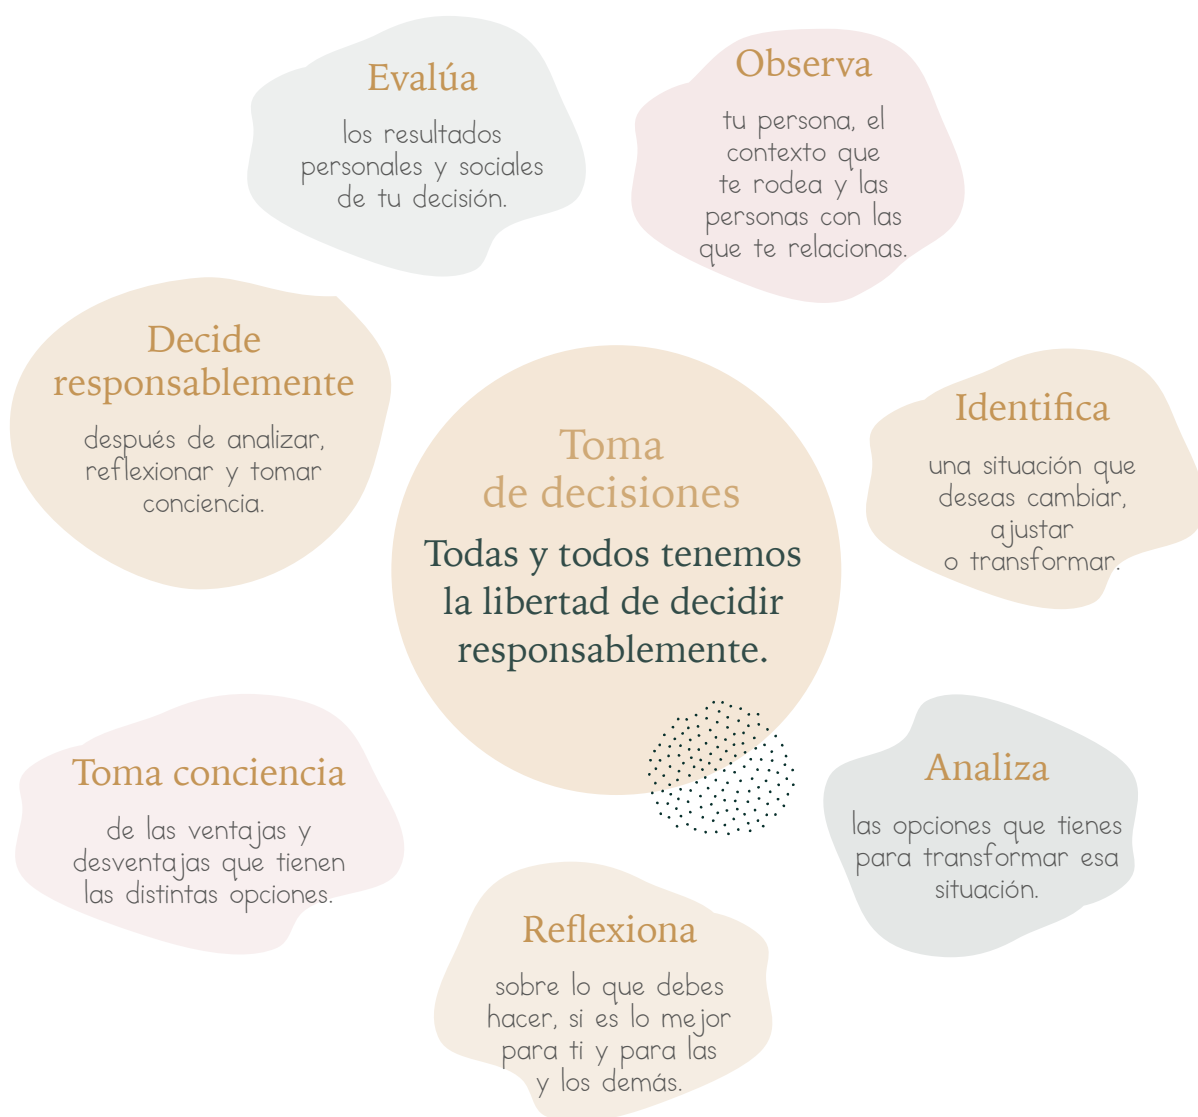 Toma
de decisiones
Todas y todos tenemos
la libertad de decidir
responsablemente.
Observa
tu persona, el
contexto que
te rodea y las
personas con las
que te relacionas.
Identifica
una situación que
deseas cambiar,
ajustar
o transformar.
Analiza
las opciones que tienes
para transformar esa
situación.
Reflexiona
sobre lo que debes
hacer, si es lo mejor
para ti y para las
y los demás.
Toma conciencia
de las ventajas y
desventajas que tienen
las distintas opciones.
Decide
responsablemente
después de analizar,
reflexionar y tomar
conciencia.
Evalúa
los resultados
personales y sociales
de tu decisión.